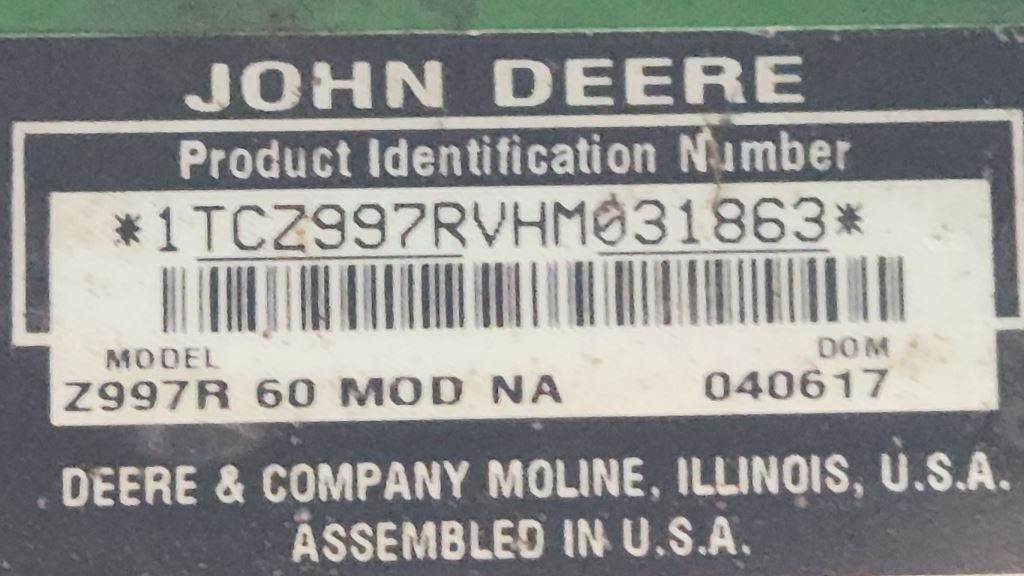 JOHN DEERE
Product Identification Number
*1TCZ997RVHM031863*
MODEL DOM
Z997R 60 MOD NA 040617
DEERE & COMPANY MOLINE, ILLINOIS, U.S.A.
ASSEMBLED IN U.S.A.